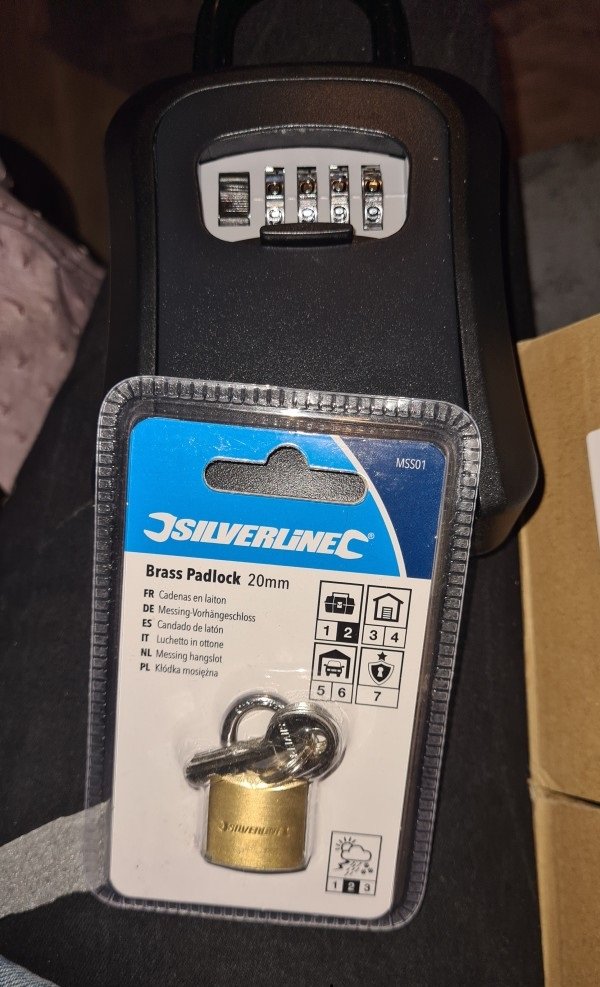 MSS01
SILVERLINE®
Brass Padlock 20mm
FR Cadenas en laiton
DE Messing-Vorhängeschloss
ES Candado de latón
IT Luchetto in ottone
NL Messing hangslot
PL Kłódka mosiężna
1 2 3 4
5 6 7
SILVERLINE
1 2 3